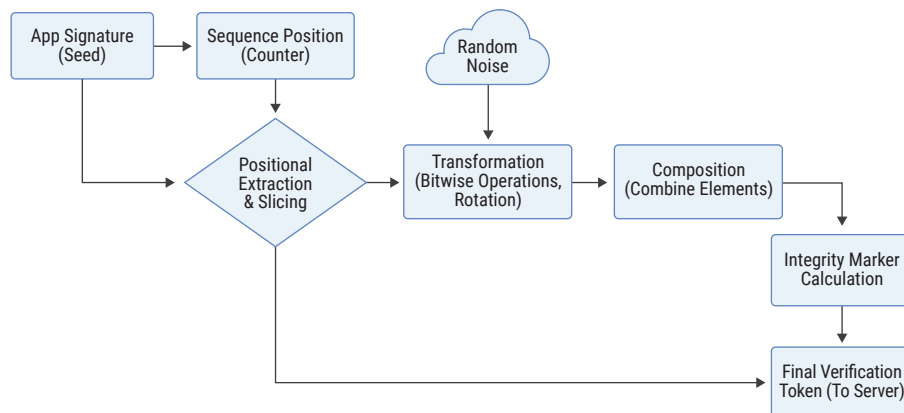 App Signature
(Seed)
Sequence Position
(Counter)
Random
Noise
Positional
Extraction
& Slicing
Transformation
(Bitwise Operations,
Rotation)
Composition
(Combine Elements)
Integrity Marker
Calculation
Final Verification
Token (To Server)